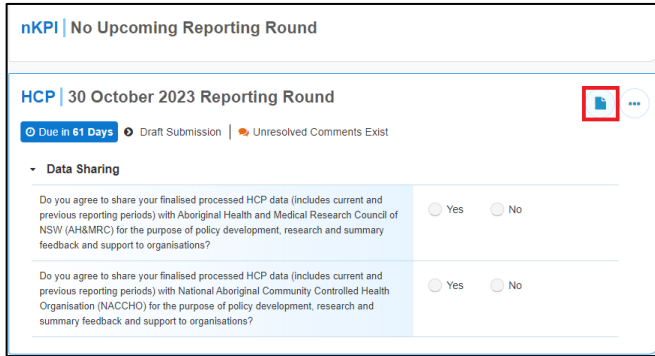 nKPI | No Upcoming Reporting Round
HCP | 30 October 2023 Reporting Round
Due in 61 Days Draft Submission | Unresolved Comments Exist
Data Sharing
Do you agree to share your finalised processed HCP data (includes current and
previous reporting periods) with Aboriginal Health and Medical Research Council of
NSW (AH&MRC) for the purpose of policy development, research and summary
feedback and support to organisations?
Yes No
Do you agree to share your finalised processed HCP data (includes current and
previous reporting periods) with National Aboriginal Community Controlled Health
Organisation (NACCHO) for the purpose of policy development, research and
summary feedback and support to organisations?
Yes No